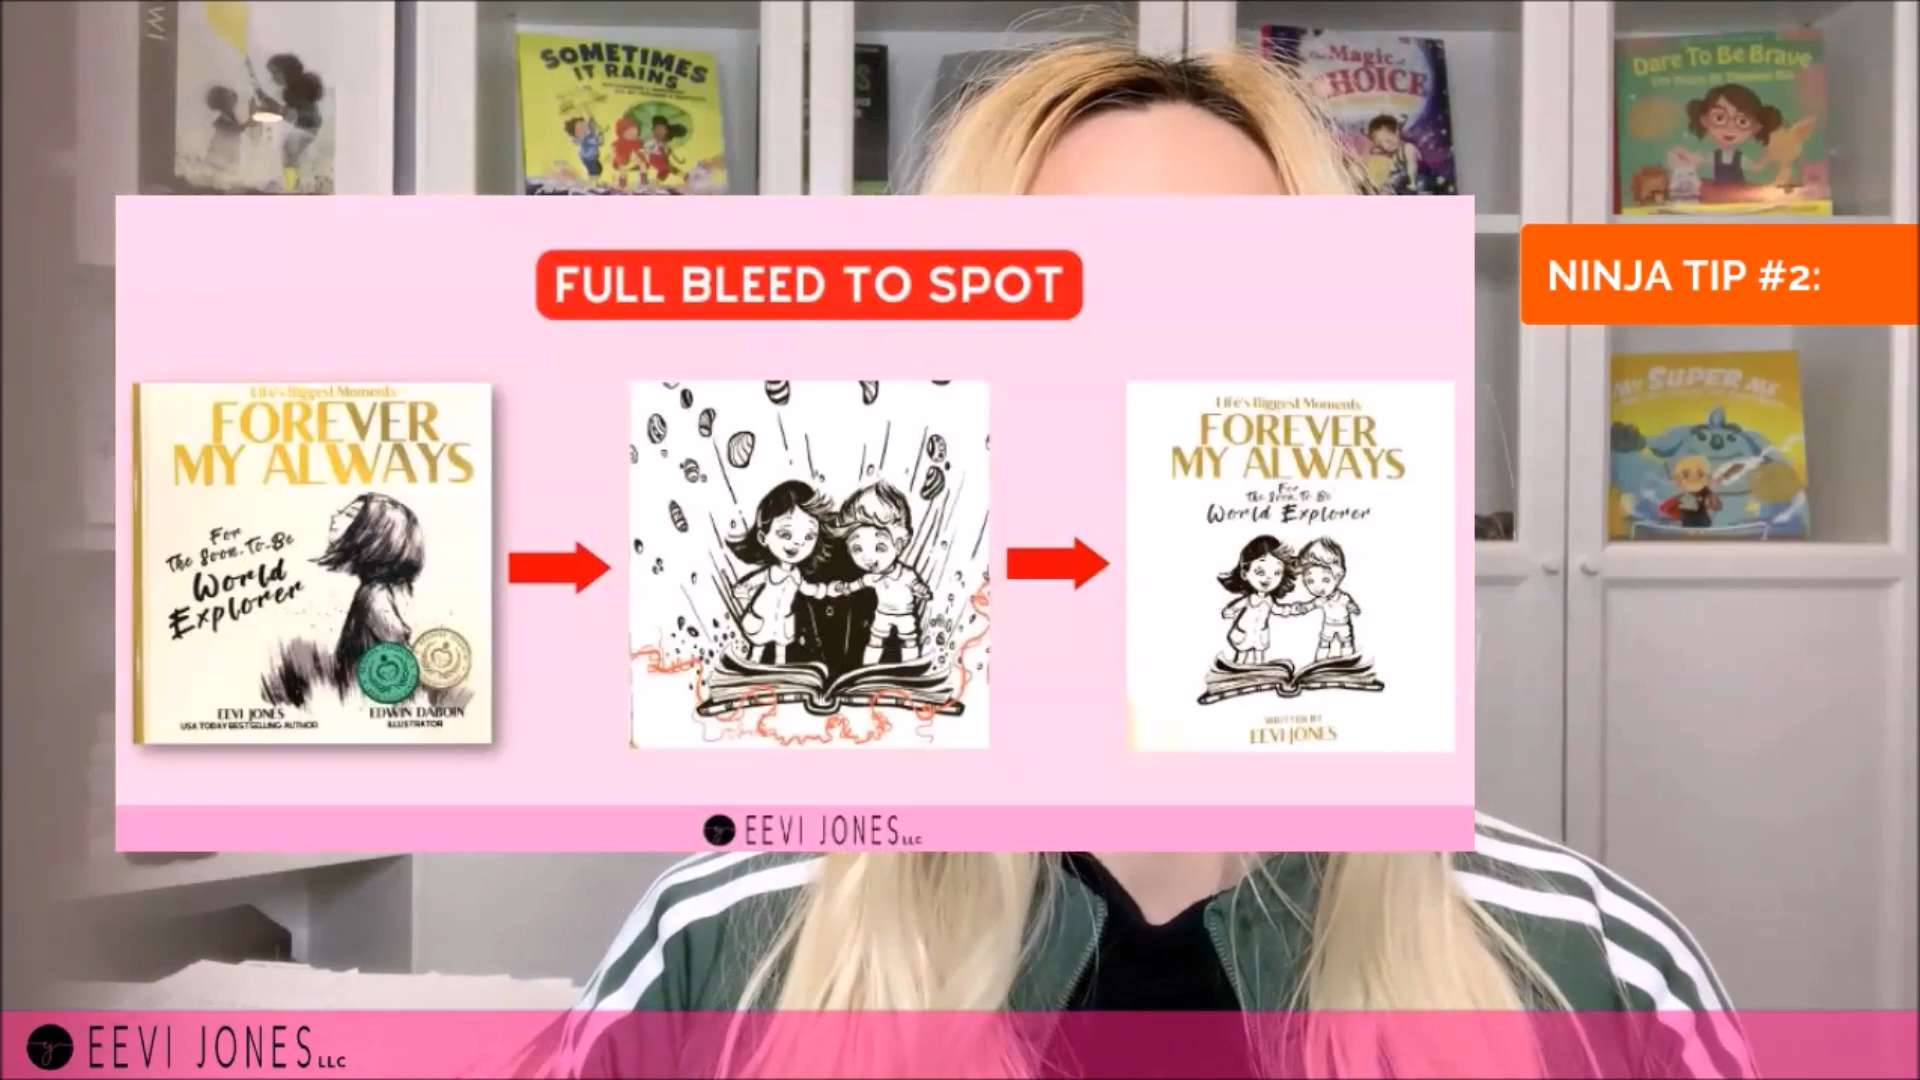 WI
SOMETIMES
IT RAINS
The Magic of
CHOICE
Dare To Be Brave
NINJA TIP #2:
MY SUPER ME
FULL BLEED TO SPOT
Life's Biggest Moments
FOREVER
MY ALWAYS
For
The Soon-To-Be
World
Explorer
EEVI JONES
USA TODAY BESTSELLING AUTHOR
EDWIN DABOIN
ILLUSTRATOR
Life's Biggest Moments
FOREVER
MY ALWAYS
For
The Soon-To-Be
World Explorer
WRITTEN BY
EEVI JONES
EEVI JONES LLC
EEVI JONES LLC